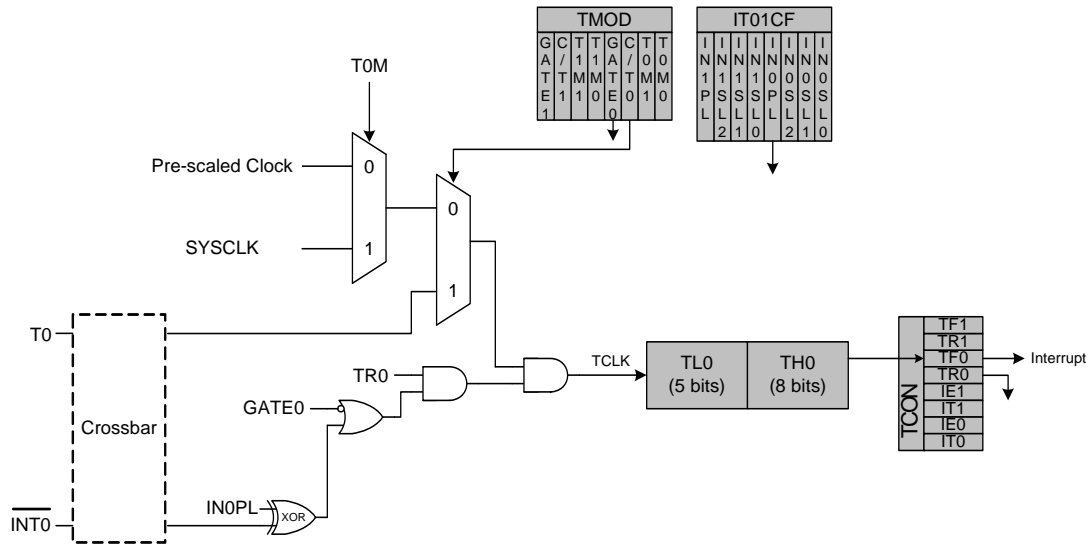 TMOD
GATE1
C/T1
T1M1
T1M0
GATE0
C/T0
T0M1
T0M0
IT01CF
IN1PL
IN1SL2
IN1SL1
IN1SL0
IN0PL
IN0SL2
IN0SL1
IN0SL0
T0M
Pre-scaled Clock
0
0
SYSCLK
1
1
T0
TR0
TCLK
TL0
(5 bits)
TH0
(8 bits)
TCON
TF1
TR1
TF0
TR0
IE1
IT1
IE0
IT0
Interrupt
GATE0
Crossbar
IN0PL
XOR
INT0